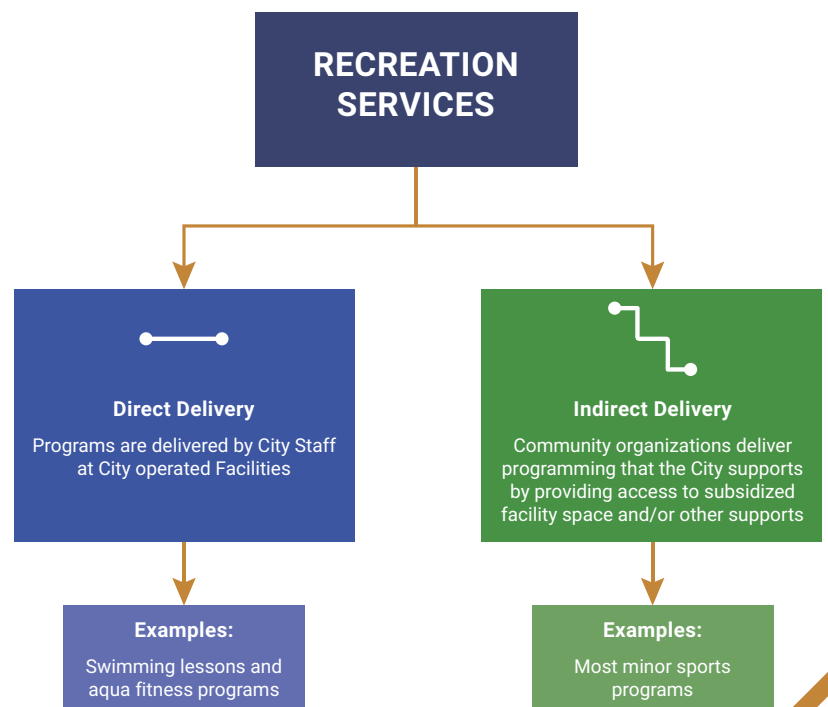 RECREATION
SERVICES
Direct Delivery
Programs are delivered by City Staff
at City operated Facilities
Indirect Delivery
Community organizations deliver
programming that the City supports
by providing access to subsidized
facility space and/or other supports
Examples:
Swimming lessons and
aqua fitness programs
Examples:
Most minor sports
programs